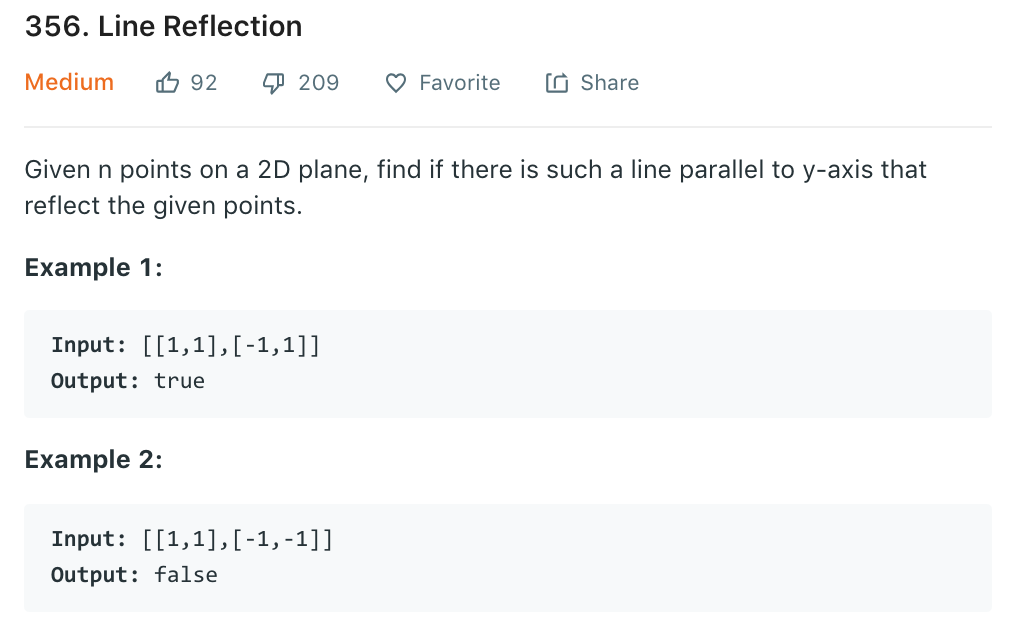 356. Line Reflection
Medium 92 209 Favorite Share
Given n points on a 2D plane, find if there is such a line parallel to y-axis that
reflect the given points.
Example 1:
Input: [[1,1],[-1,1]]
Output: true
Example 2:
Input: [[1,1],[-1,-1]]
Output: false